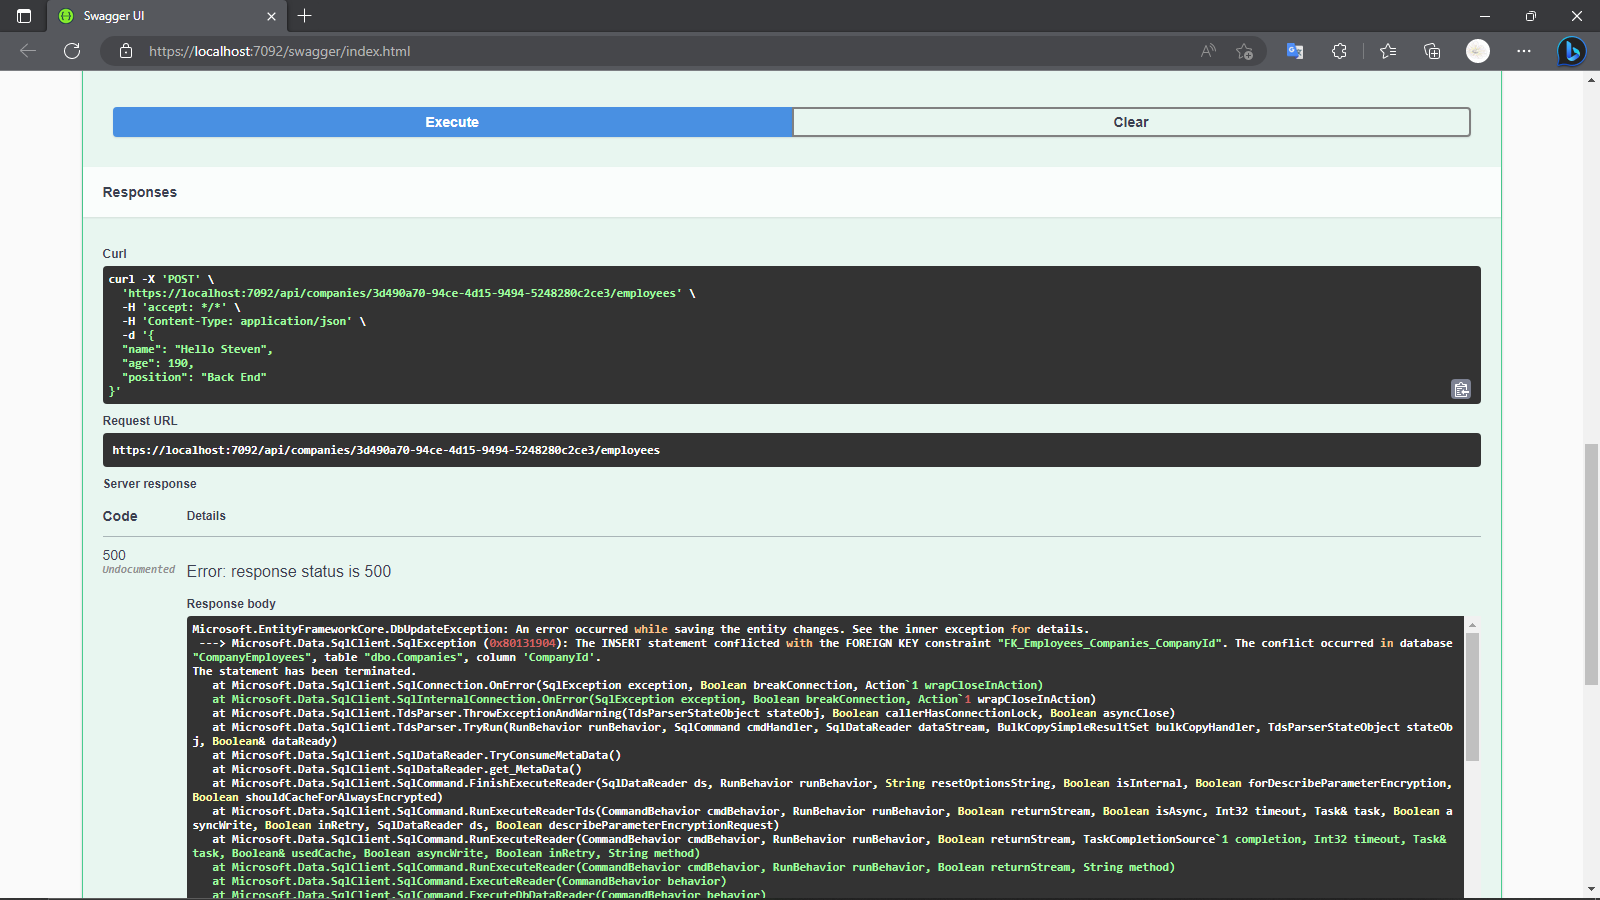 Swagger UI
https://localhost:7092/swagger/index.html
Execute
Clear
Responses
Curl
curl -X 'POST' \
'https://localhost:7092/api/companies/3d490a70-94ce-4d15-9494-5248280c2ce3/employees' \
-H 'accept: */*' \
-H 'Content-Type: application/json' \
-d '{
"name": "Hello Steven",
"age": 190,
"position": "Back End"
}'
Request URL
https://localhost:7092/api/companies/3d490a70-94ce-4d15-9494-5248280c2ce3/employees
Server response
Code
Details
500
Undocumented
Error: response status is 500
Response body
Microsoft.EntityFrameworkCore.DbUpdateException: An error occurred while saving the entity changes. See the inner exception for details.
---> Microsoft.Data.SqlClient.SqlException (0x80131904): The INSERT statement conflicted with the FOREIGN KEY constraint "FK_Employees_Companies_CompanyId". The conflict occurred in database
"CompanyEmployees", table "dbo.Companies", column 'CompanyId'.
The statement has been terminated.
at Microsoft.Data.SqlClient.SqlConnection.OnError(SqlException exception, Boolean breakConnection, Action`1 wrapCloseInAction)
at Microsoft.Data.SqlClient.SqlInternalConnection.OnError(SqlException exception, Boolean breakConnection, Action`1 wrapCloseInAction)
at Microsoft.Data.SqlClient.TdsParser.ThrowExceptionAndWarning(TdsParserStateObject stateObj, Boolean callerHasConnectionLock, Boolean asyncClose)
at Microsoft.Data.SqlClient.TdsParser.TryRun(RunBehavior runBehavior, SqlCommand cmdHandler, SqlDataReader dataStream, BulkCopySimpleResultSet bulkCopyHandler, TdsParserStateObject stateOb
j, Boolean& dataReady)
at Microsoft.Data.SqlClient.SqlDataReader.TryConsumeMetaData()
at Microsoft.Data.SqlClient.SqlDataReader.get_MetaData()
at Microsoft.Data.SqlClient.SqlCommand.FinishExecuteReader(SqlDataReader ds, RunBehavior runBehavior, String resetOptionsString, Boolean isInternal, Boolean forDescribeParameterEncryption,
Boolean shouldCacheForAlwaysEncrypted)
at Microsoft.Data.SqlClient.SqlCommand.RunExecuteReaderTds(CommandBehavior cmdBehavior, RunBehavior runBehavior, Boolean returnStream, Boolean isAsync, Int32 timeout, Task& task, Boolean a
syncWrite, Boolean inRetry, SqlDataReader ds, Boolean describeParameterEncryptionRequest)
at Microsoft.Data.SqlClient.SqlCommand.RunExecuteReader(CommandBehavior cmdBehavior, RunBehavior runBehavior, Boolean returnStream, TaskCompletionSource`1 completion, Int32 timeout, Task&
task, Boolean& usedCache, Boolean asyncWrite, Boolean inRetry, String method)
at Microsoft.Data.SqlClient.SqlCommand.RunExecuteReader(CommandBehavior cmdBehavior, RunBehavior runBehavior, Boolean returnStream, String method)
at Microsoft.Data.SqlClient.SqlCommand.ExecuteReader(CommandBehavior behavior)
at Microsoft.Data.SqlClient.SqlCommand.ExecuteDbDataReader(CommandBehavior behavior)